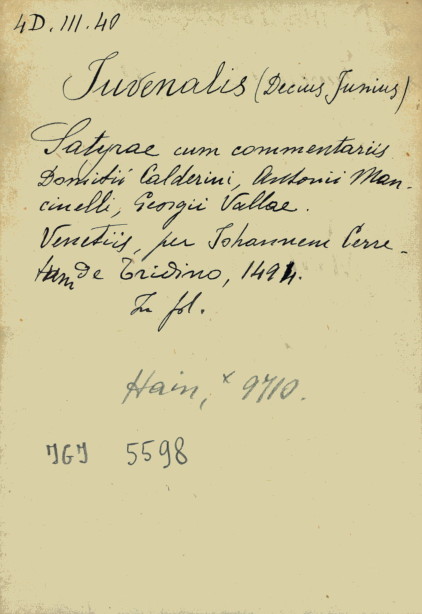 4D. III. 40
Juvenalis (Decius Junius)
Satyrae cum commentariis
Domitii Calderini, Antonii Man-
cinelli, Georgii Vallae.
Venetiis, per Johannem Cerre-
tum de Tridino, 1494.
In fol.
Hain, x 9710.
IGI 5598